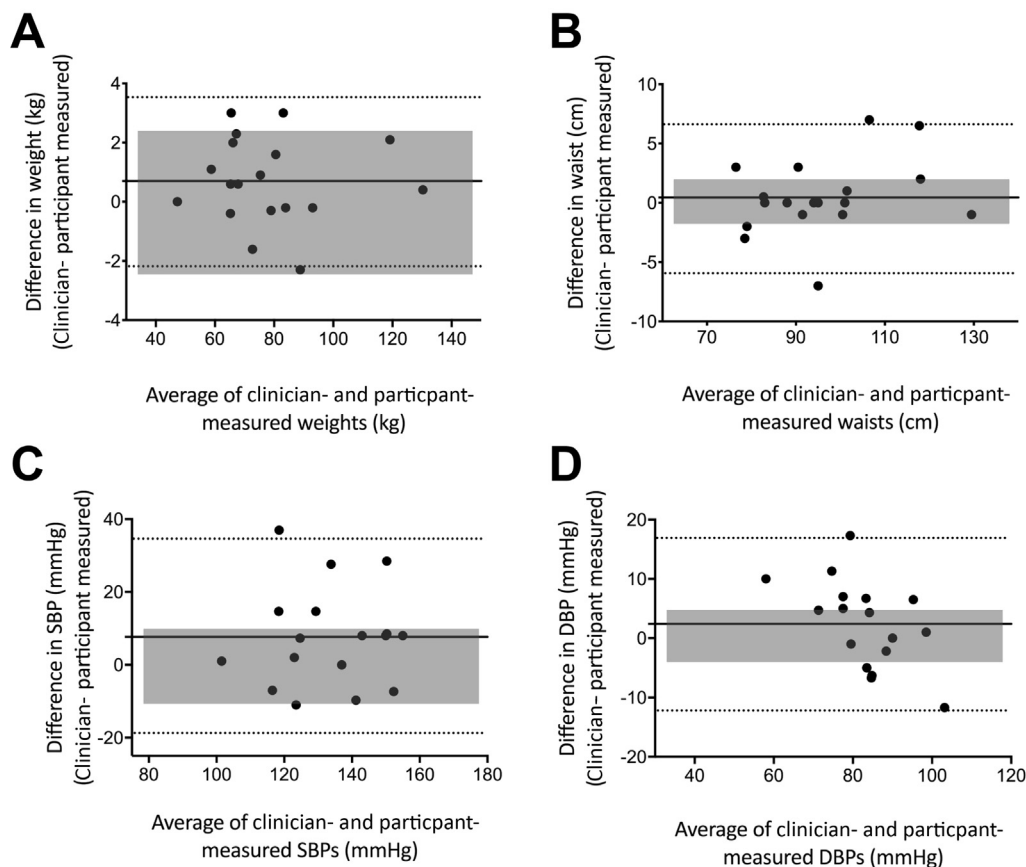 A
Difference in weight (kg)
(Clinician- participant measured)
4
2
0
-2
-4
40 60 80 100 120 140
Average of clinician- and particpant-
measured weights (kg)
B
Difference in waist (cm)
(Clinician- participant measured)
10
5
0
-5
-10
70 90 110 130
Average of clinician- and particpant-
measured waists (cm)
C
Difference in SBP (mmHg)
(Clinician- participant measured)
40
20
0
-20
80 100 120 140 160 180
Average of clinician- and particpant-
measured SBPs (mmHg)
D
Difference in DBP (mmHg)
(Clinician- participant measured)
20
10
0
-10
-20
40 60 80 100 120
Average of clinician- and particpant-
measured DBPs (mmHg)